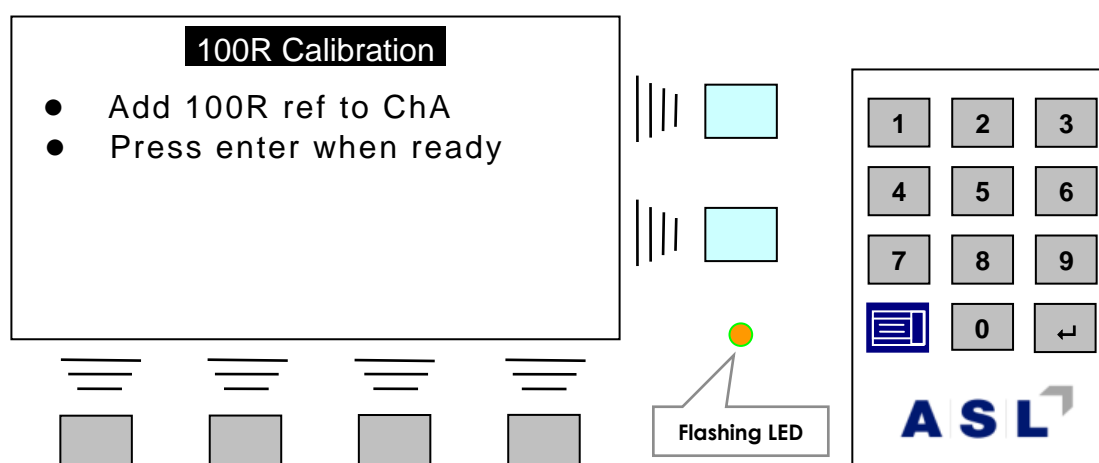 100R Calibration
● Add 100R ref to ChA
● Press enter when ready
1 2 3
4 5 6
7 8 9
0 ↵
Flashing LED
ASL